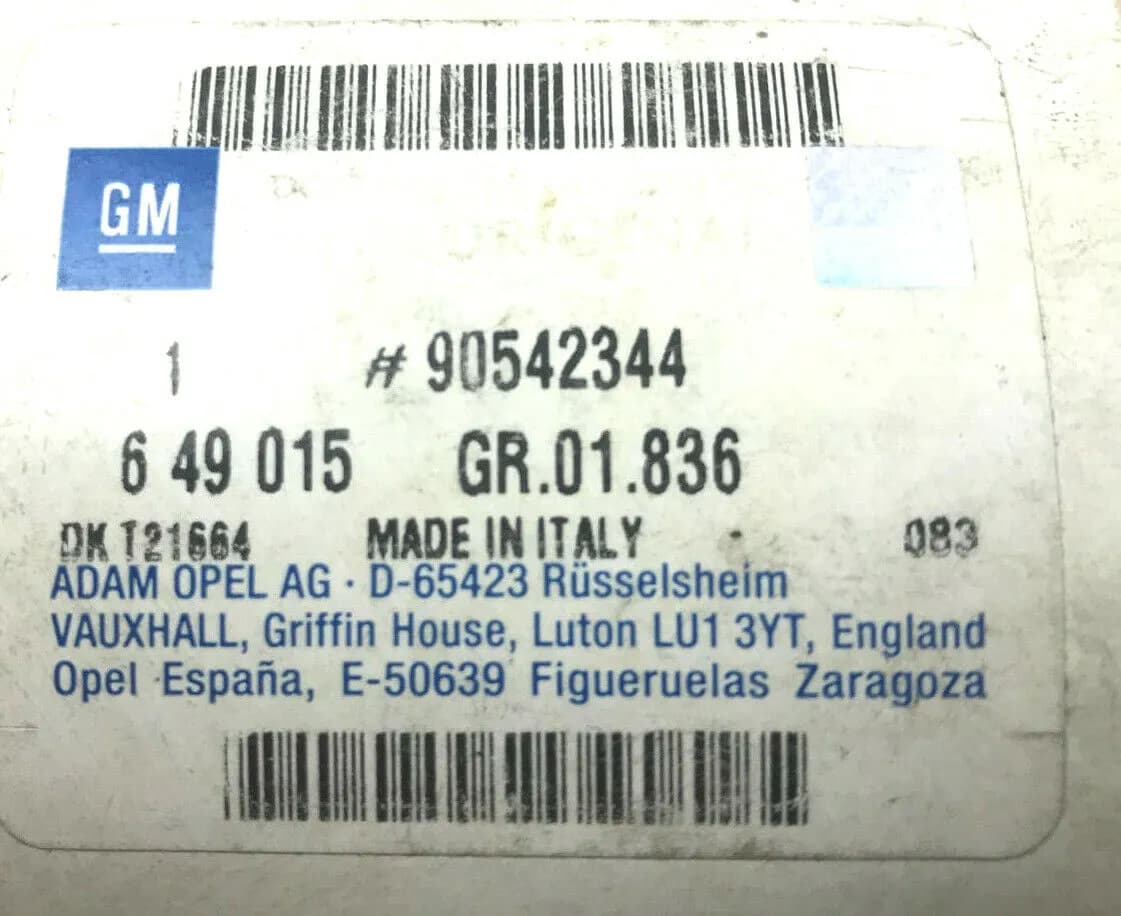 GM
1 # 90542344
6 49 015 GR.01.836
DK T21664 MADE IN ITALY 083
ADAM OPEL AG · D-65423 Rüsselsheim
VAUXHALL, Griffin House, Luton LU1 3YT, England
Opel España, E-50639 Figueruelas Zaragoza